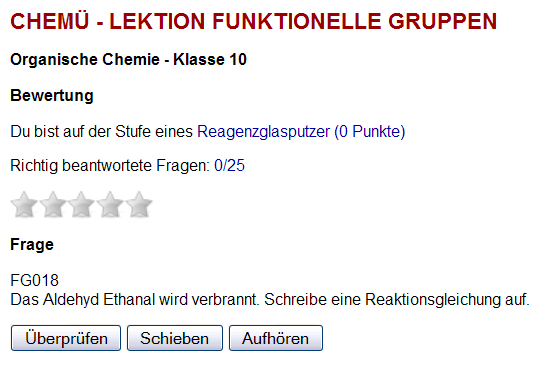 CHEMÜ - LEKTION FUNKTIONELLE GRUPPEN
Organische Chemie - Klasse 10
Bewertung
Du bist auf der Stufe eines Reagenzglasputzer (0 Punkte)
Richtig beantwortete Fragen: 0/25
Frage
FG018
Das Aldehyd Ethanal wird verbrannt. Schreibe eine Reaktionsgleichung auf.
Überprüfen Schieben Aufhören